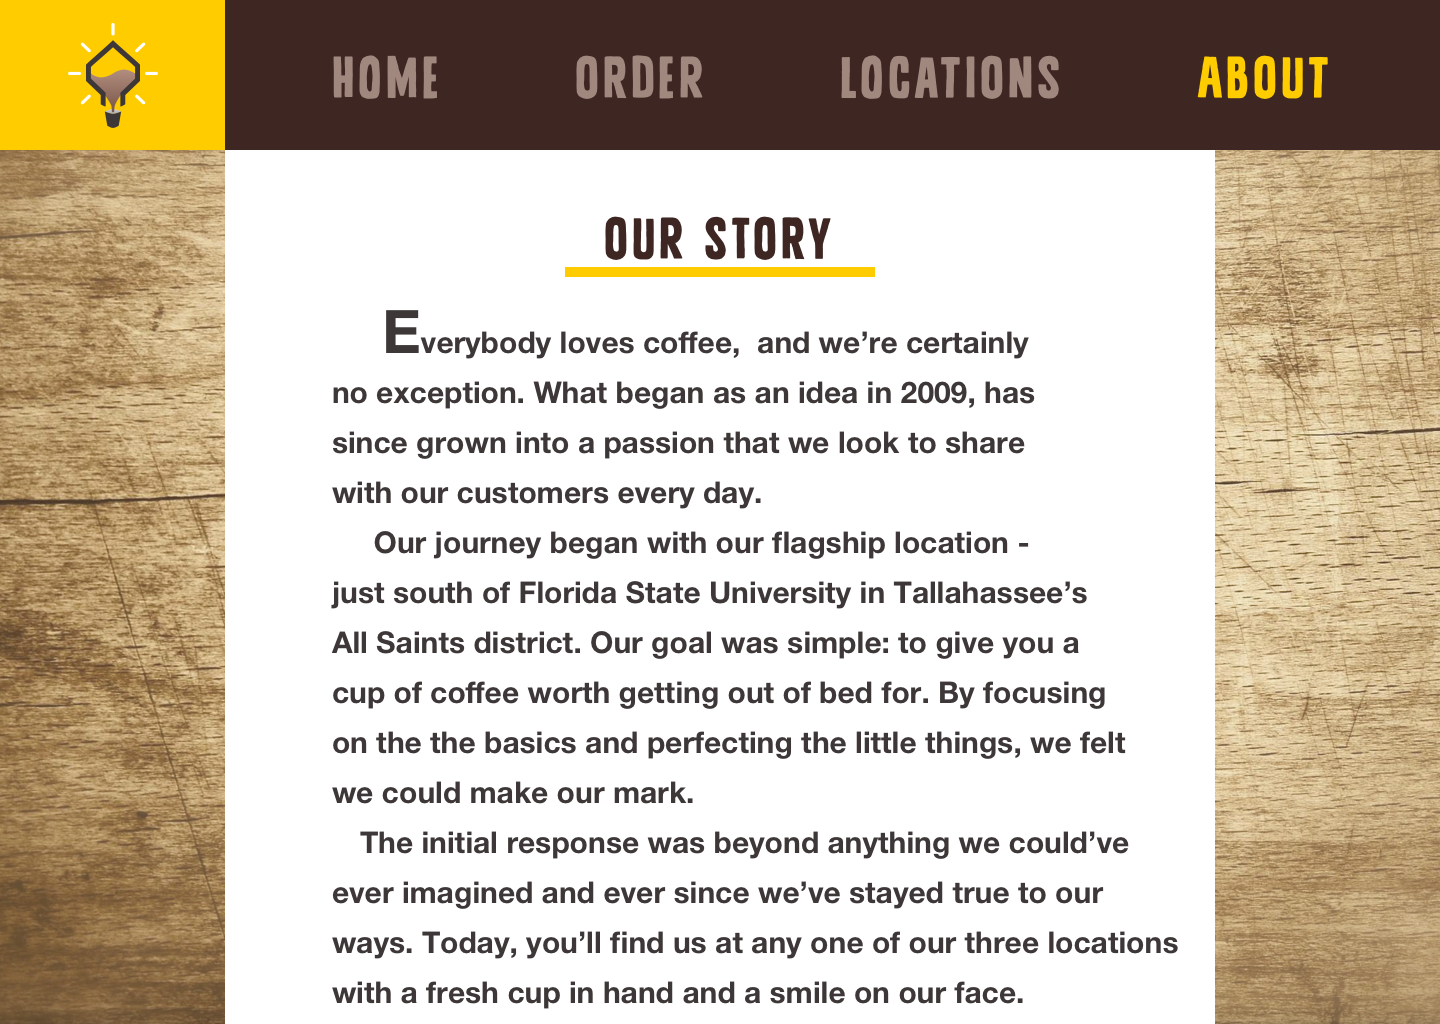 HOME ORDER LOCATIONS ABOUT
OUR STORY
Everybody loves coffee,  and we’re certainly
no exception. What began as an idea in 2009, has
since grown into a passion that we look to share
with our customers every day.
Our journey began with our flagship location -
just south of Florida State University in Tallahassee’s
All Saints district. Our goal was simple: to give you a
cup of coffee worth getting out of bed for. By focusing
on the the basics and perfecting the little things, we felt
we could make our mark.
The initial response was beyond anything we could’ve
ever imagined and ever since we’ve stayed true to our
ways. Today, you’ll find us at any one of our three locations
with a fresh cup in hand and a smile on our face.